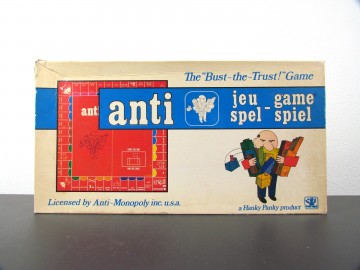 The "Bust-the-Trust!" Game
anti
anti
jeu - game
spel - spiel
Licensed by Anti-Monopoly inc. u.s.a.
a Hanky Panky product